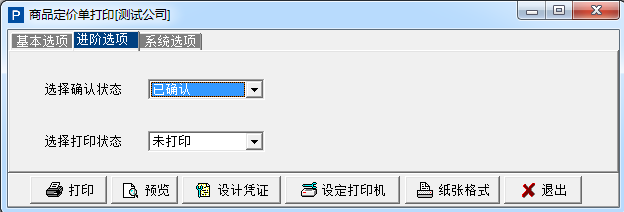 P 商品定价单打印[测试公司]
基本选项 进阶选项 系统选项
选择确认状态 已确认
选择打印状态 未打印
打印 预览 设计凭证 设定打印机 纸张格式 退出